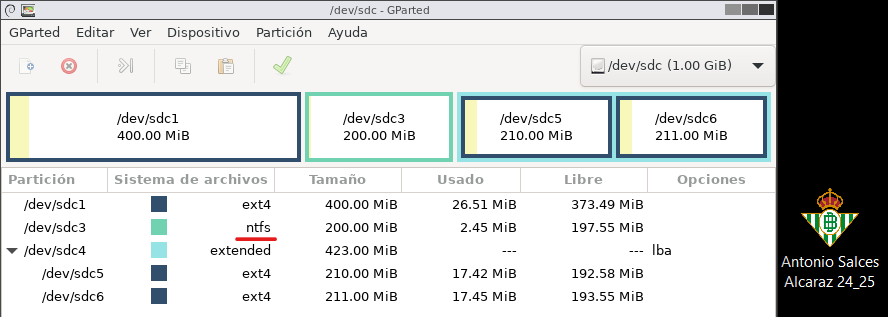 /dev/sdc - GParted
GParted Editar Ver Dispositivo Partición Ayuda
/dev/sdc (1.00 GiB)
/dev/sdc1
400.00 MiB
/dev/sdc3
200.00 MiB
/dev/sdc5
210.00 MiB
/dev/sdc6
211.00 MiB
Partición Sistema de archivos Tamaño Usado Libre Opciones
/dev/sdc1 ext4 400.00 MiB 26.51 MiB 373.49 MiB
/dev/sdc3 ntfs 200.00 MiB 2.45 MiB 197.55 MiB
/dev/sdc4 extended 423.00 MiB --- --- lba
/dev/sdc5 ext4 210.00 MiB 17.42 MiB 192.58 MiB
/dev/sdc6 ext4 211.00 MiB 17.45 MiB 193.55 MiB
Antonio Salces
Alcaraz 24_25